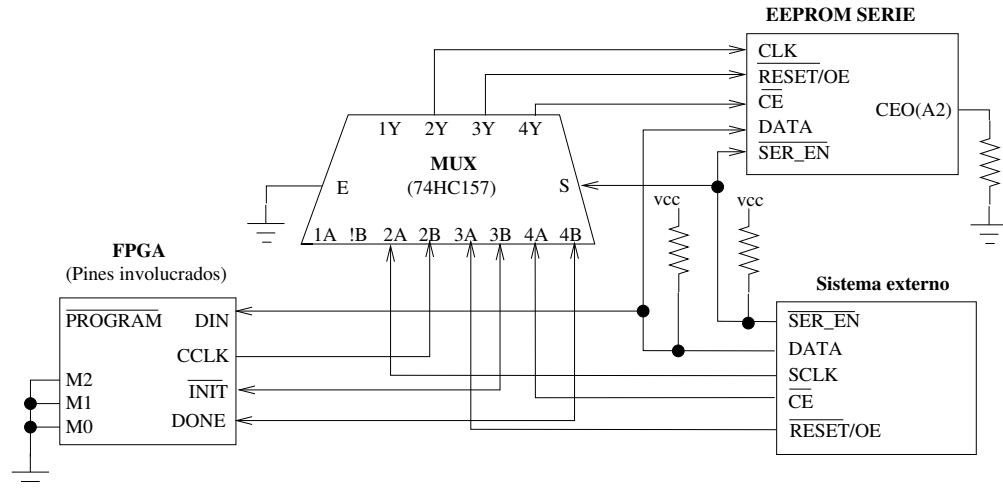 EEPROM SERIE
CLK
RESET/OE
CE
CEO(A2)
DATA
SER_EN
1Y 2Y 3Y 4Y
MUX
(74HC157)
E
S
1A !B 2A 2B 3A 3B 4A 4B
vcc
vcc
FPGA
(Pines involucrados)
PROGRAM
DIN
CCLK
M2
INIT
M1
M0
DONE
Sistema externo
SER_EN
DATA
SCLK
CE
RESET/OE